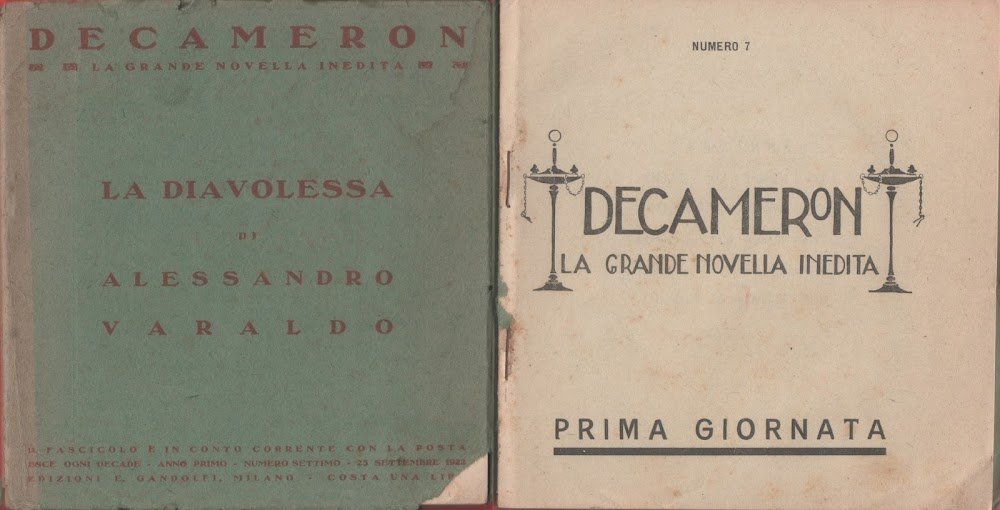 DECAMERON
LA GRANDE NOVELLA INEDITA
LA DIAVOLESSA
DI
ALESSANDRO
VARALDO
FASCICOLO È IN CONTO CORRENTE CON LA POSTA
ESCE OGNI DECADE - ANNO PRIMO - NUMERO SETTIMO - 25 SETTEMBRE 1922
EDIZIONI E. GANDOLFI, MILANO - COSTA UNA
NUMERO 7
DECAMERON
LA GRANDE NOVELLA INEDITA
PRIMA GIORNATA